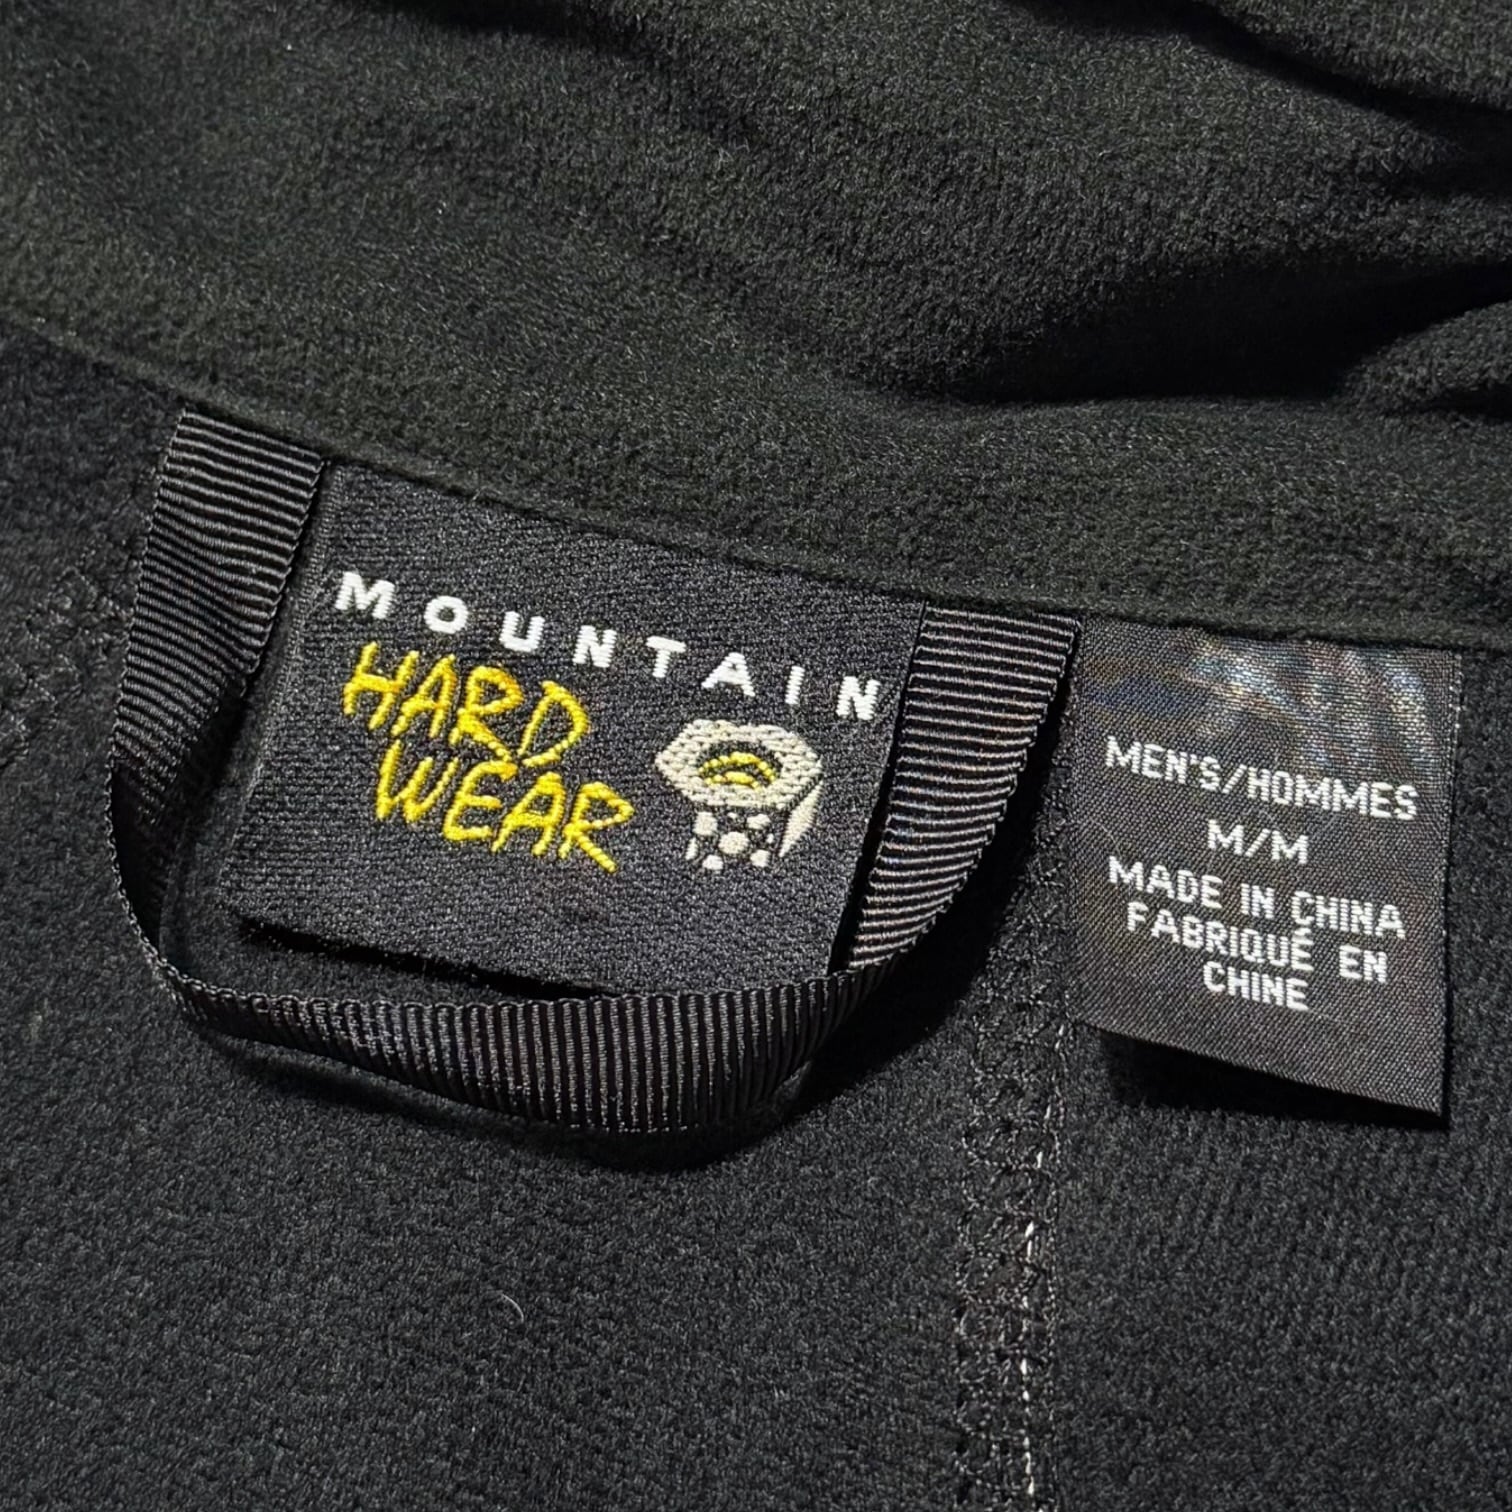 MOUNTAIN
HARD
WEAR
MEN'S/HOMMES
M/M
MADE IN CHINA
FABRIQUÉ EN
CHINE